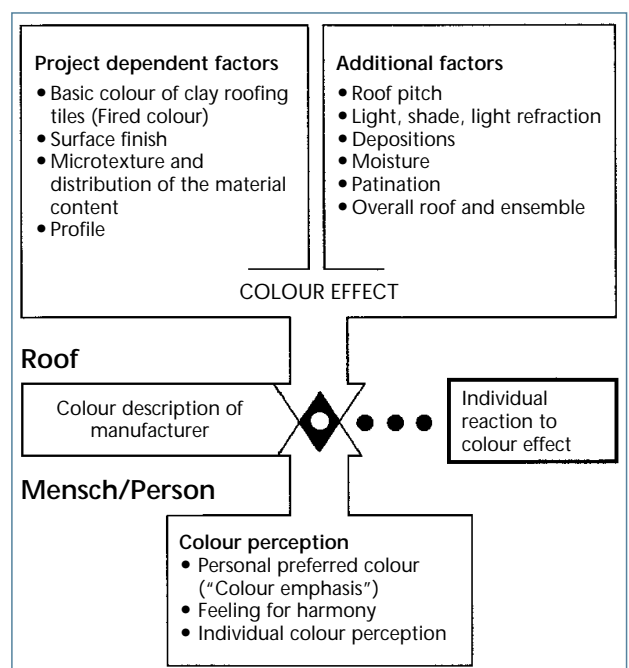 Project dependent factors
• Basic colour of clay roofing
tiles (Fired colour)
• Surface finish
• Microtexture and
distribution of the material
content
• Profile
Additional factors
• Roof pitch
• Light, shade, light refraction
• Depositions
• Moisture
• Patination
• Overall roof and ensemble
COLOUR EFFECT
Roof
Colour description of
manufacturer
Individual
reaction to
colour effect
Mensch/Person
Colour perception
• Personal preferred colour
(“Colour emphasis”)
• Feeling for harmony
• Individual colour perception